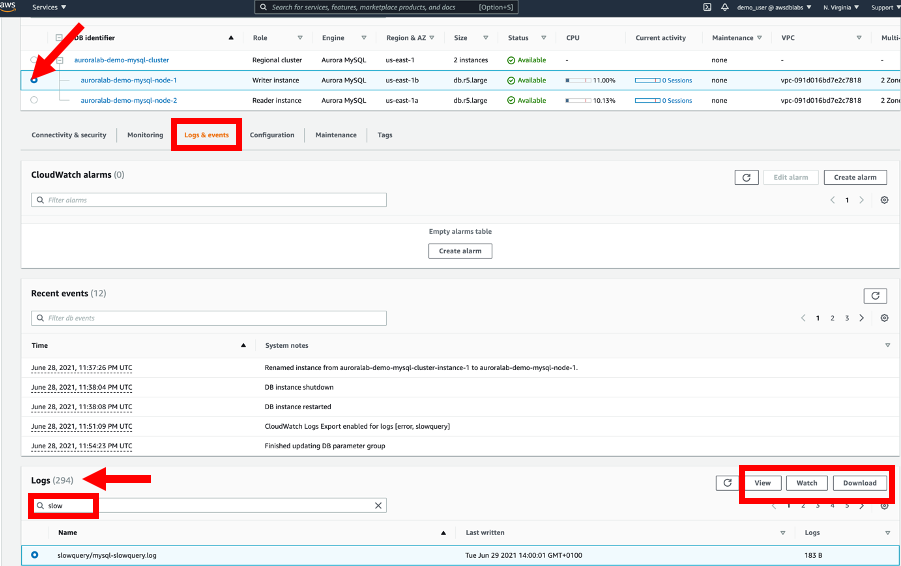 aws Services Search for services, features, marketplace products, and docs [Option+S] demo_user @ awsdblabs N. Virginia Support
DB identifier Role Engine Region & AZ Size Status CPU Current activity Maintenance VPC Multi-
auroralab-demo-mysql-cluster Regional cluster Aurora MySQL us-east-1 2 instances Available - none - -
auroralab-demo-mysql-node-1 Writer instance Aurora MySQL us-east-1b db.r5.large Available 11.00% 0 Sessions none vpc-091d016bd7e2c7818 2 Zone
auroralab-demo-mysql-node-2 Reader instance Aurora MySQL us-east-1a db.r5.large Available 10.13% 0 Sessions none vpc-091d016bd7e2c7818 2 Zone
Connectivity & security Monitoring Logs & events Configuration Maintenance Tags
CloudWatch alarms (0) Edit alarm Create alarm
Filter alarms 1
Empty alarms table
Create alarm
Recent events (12)
Filter db events 1 2 3
Time System notes
June 28, 2021, 11:37:26 PM UTC Renamed instance from auroralab-demo-mysql-cluster-instance-1 to auroralab-demo-mysql-node-1.
June 28, 2021, 11:38:04 PM UTC DB instance shutdown
June 28, 2021, 11:38:08 PM UTC DB instance restarted
June 28, 2021, 11:51:09 PM UTC CloudWatch Logs Export enabled for logs [error, slowquery]
June 28, 2021, 11:54:23 PM UTC Finished updating DB parameter group
Logs (294) View Watch Download
slow 1 2 3 4 5
Name Last written Logs
slowquery/mysql-slowquery.log Tue Jun 29 2021 14:00:01 GMT+0100 183 B